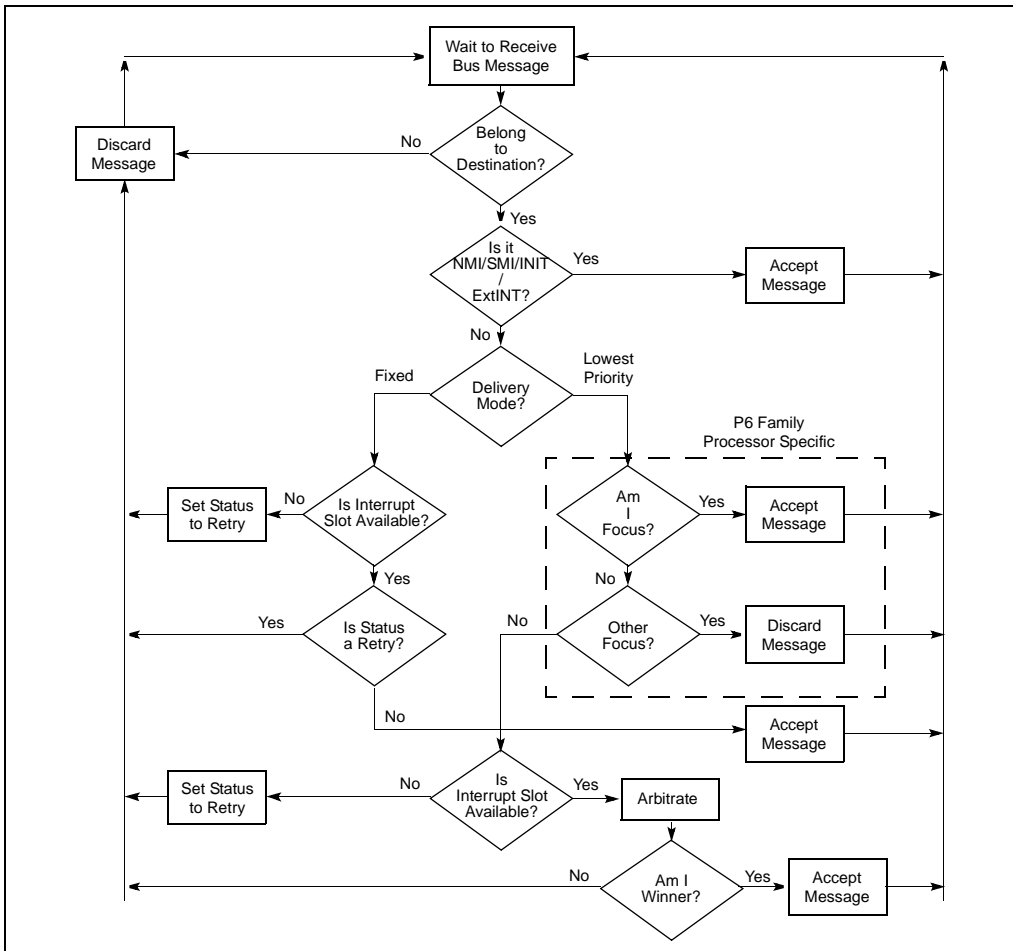 Wait to Receive
Bus Message
Belong
to
Destination?
No
Discard
Message
Yes
Is it
NMI/SMI/INIT
/
ExtINT?
Yes
Accept
Message
No
Delivery
Mode?
Fixed
Lowest
Priority
P6 Family
Processor Specific
Set Status
to Retry
No
Is Interrupt
Slot Available?
Am
I
Focus?
Yes
Accept
Message
Yes
No
Yes
Is Status
a Retry?
No
Other
Focus?
Yes
Discard
Message
No
Accept
Message
Set Status
to Retry
No
Is
Interrupt Slot
Available?
Yes
Arbitrate
No
Am I
Winner?
Yes
Accept
Message